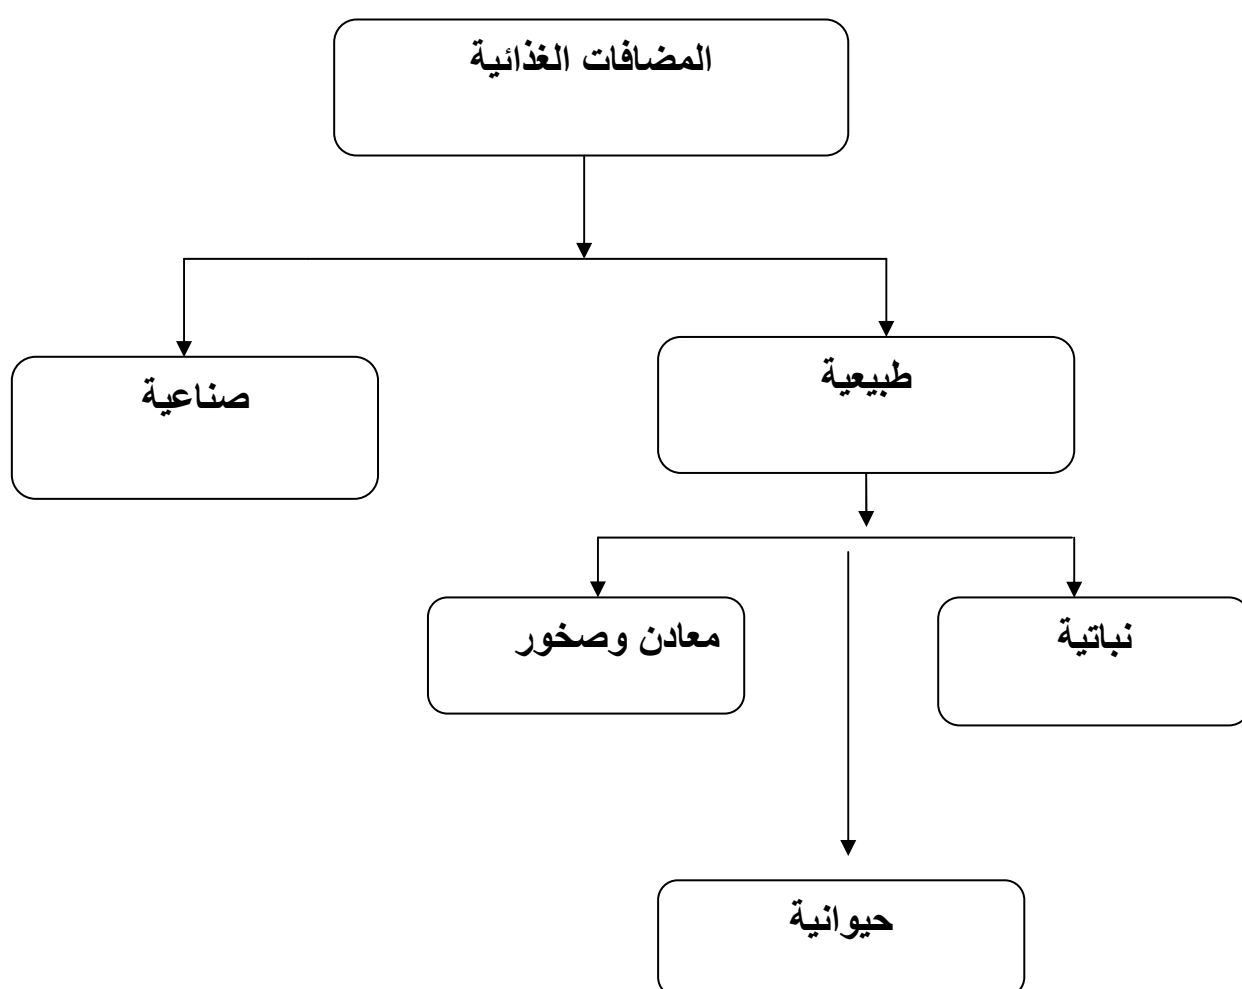 المضافات الغذائية
طبيعية
صناعية
نباتية
معادن وصخور
حيوانية